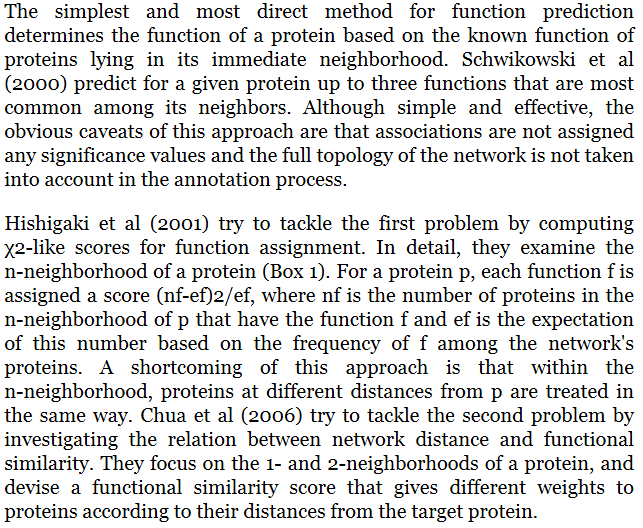 The simplest and most direct method for function prediction
determines the function of a protein based on the known function of
proteins lying in its immediate neighborhood. Schwikowski et al
(2000) predict for a given protein up to three functions that are most
common among its neighbors. Although simple and effective, the
obvious caveats of this approach are that associations are not assigned
any significance values and the full topology of the network is not taken
into account in the annotation process.
Hishigaki et al (2001) try to tackle the first problem by computing
χ2-like scores for function assignment. In detail, they examine the
n-neighborhood of a protein (Box 1). For a protein p, each function f is
assigned a score (nf-ef)2/ef, where nf is the number of proteins in the
n-neighborhood of p that have the function f and ef is the expectation
of this number based on the frequency of f among the network's
proteins. A shortcoming of this approach is that within the
n-neighborhood, proteins at different distances from p are treated in
the same way. Chua et al (2006) try to tackle the second problem by
investigating the relation between network distance and functional
similarity. They focus on the 1- and 2-neighborhoods of a protein, and
devise a functional similarity score that gives different weights to
proteins according to their distances from the target protein.